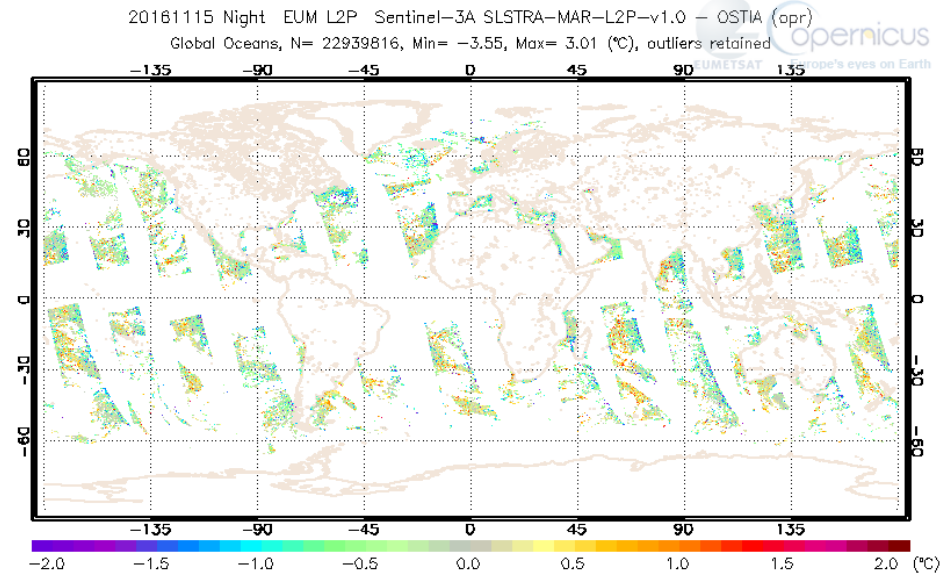 20161115 Night EUM L2P Sentinel-3A SLSTRA-MAR-L2P-v1.0 - OSTIA (opr)
Global Oceans, N= 22939816, Min= -3.55, Max= 3.01 (°C), outliers retained
opernicus
EUMETSAT Europe's eyes on Earth
-135 -90 -45 0 45 90 135
60 60
30 30
0 0
-30 -30
-60 -60
-135 -90 -45 0 45 90 135
-2.0 -1.5 -1.0 -0.5 0.0 0.5 1.0 1.5 2.0 (°C)